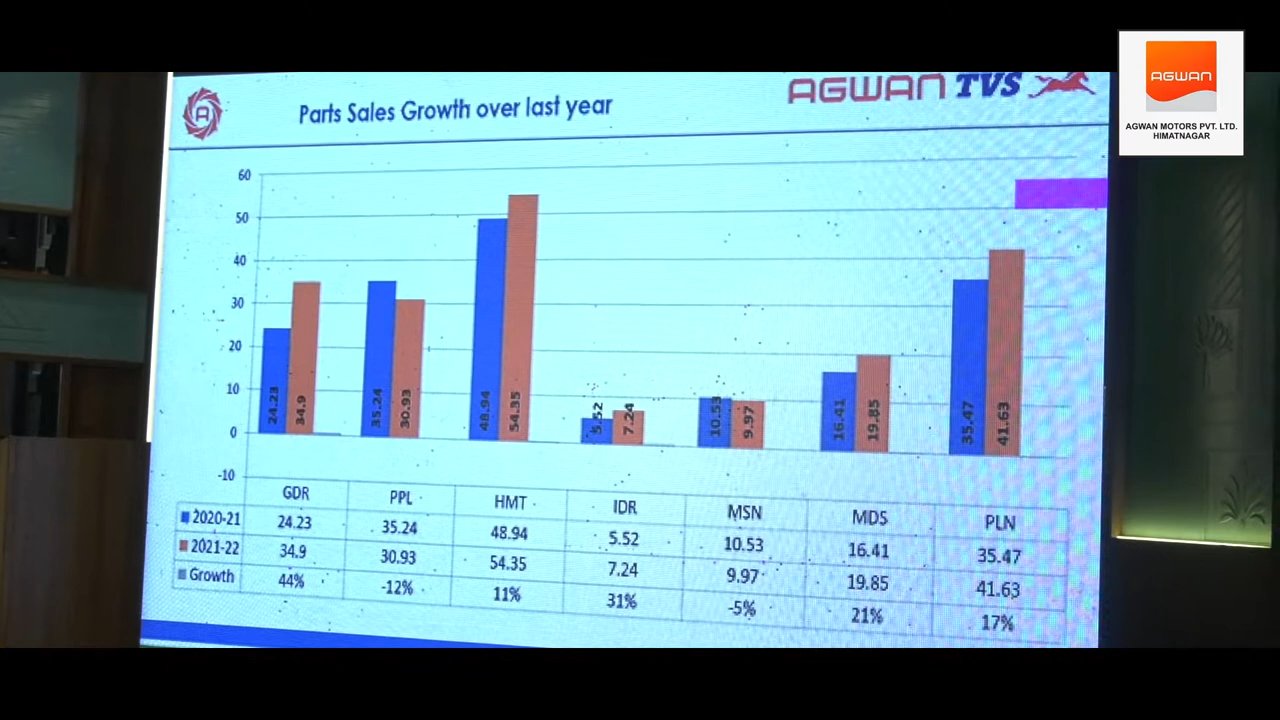 Parts Sales Growth over last year
AGWAN TVS
A
AGWAN
AGWAN MOTORS PVT. LTD.
HIMATNAGAR
60
50
40
30
20
10
0
-10
24.23 34.9 35.24 30.93 48.94 54.35 5.52 7.24 10.53 9.97 16.41 19.85 35.47 41.63
GDR PPL HMT IDR MSN MDS PLN
2020-21 24.23 35.24 48.94 5.52 10.53 16.41 35.47
2021-22 34.9 30.93 54.35 7.24 9.97 19.85 41.63
Growth 44% -12% 11% 31% -5% 21% 17%